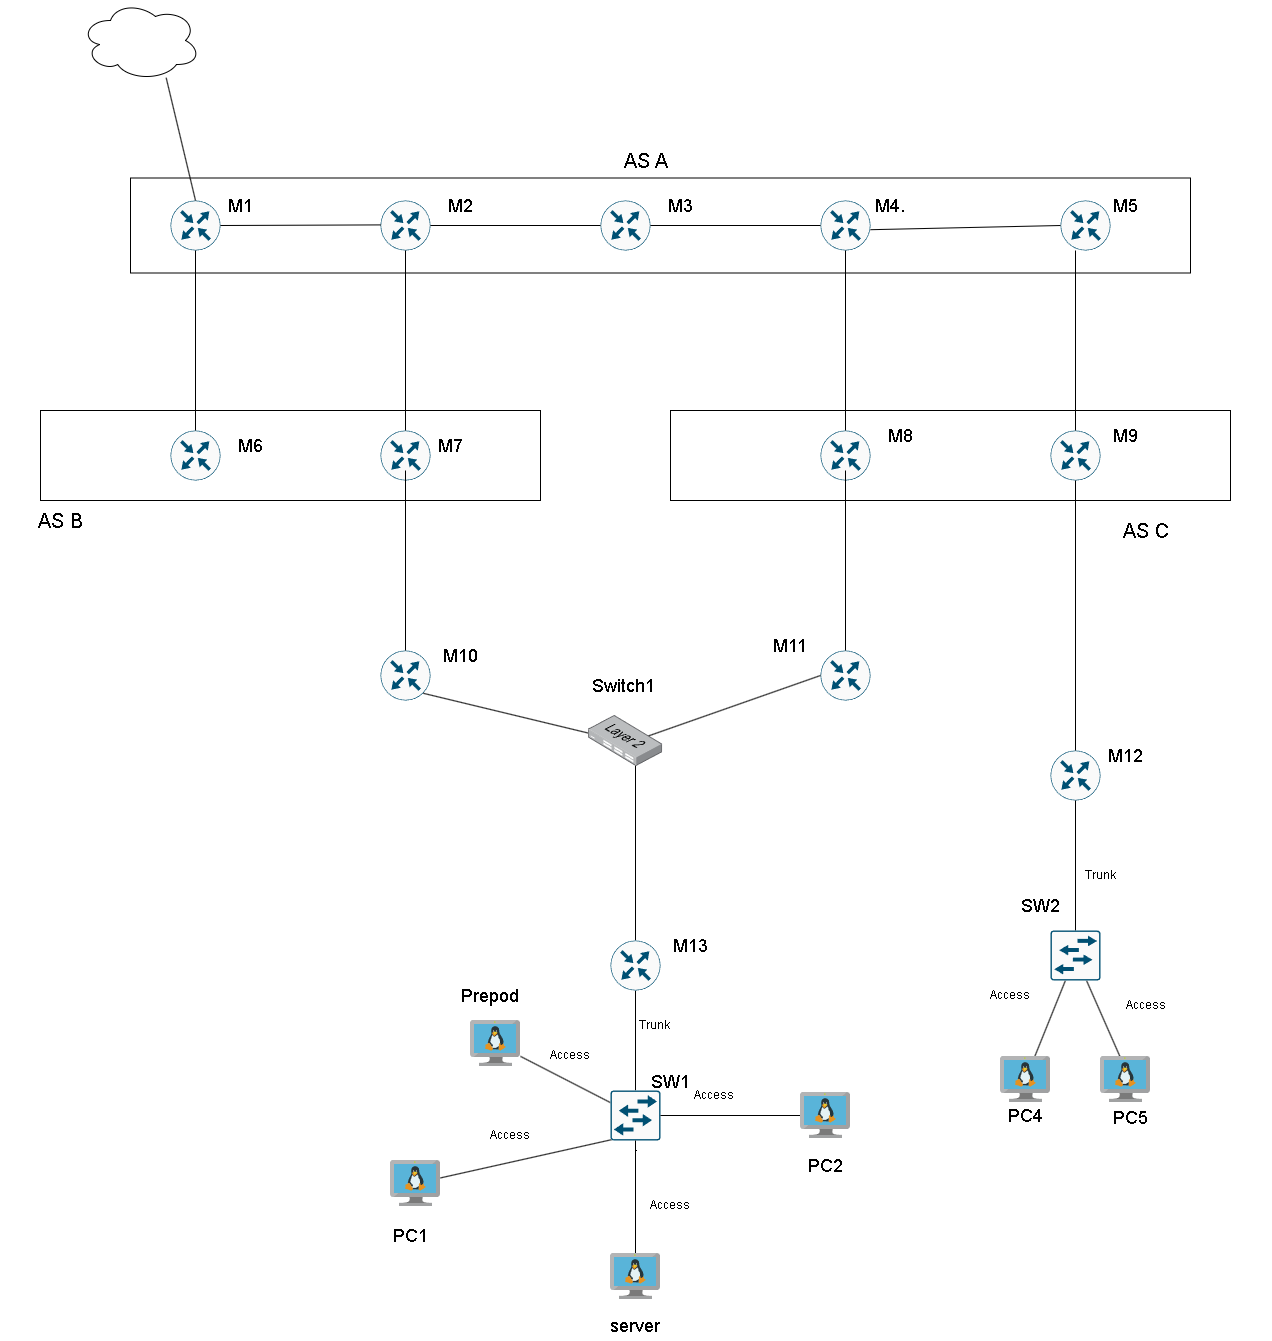 AS A
M1
M2
M3
M4.
M5
M6
M7
M8
M9
AS B
AS C
M10
M11
Switch1
Layer 2
M12
Trunk
SW2
M13
Prepod
Access
Access
Trunk
Access
SW1
Access
PC4
PC5
Access
PC2
Access
PC1
server